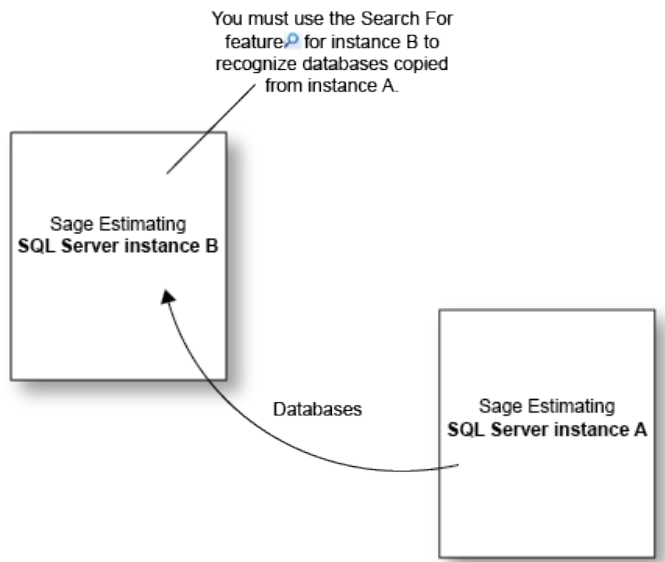 You must use the Search For
feature for instance B to
recognize databases copied
from instance A.
Sage Estimating
SQL Server instance B
Databases
Sage Estimating
SQL Server instance A